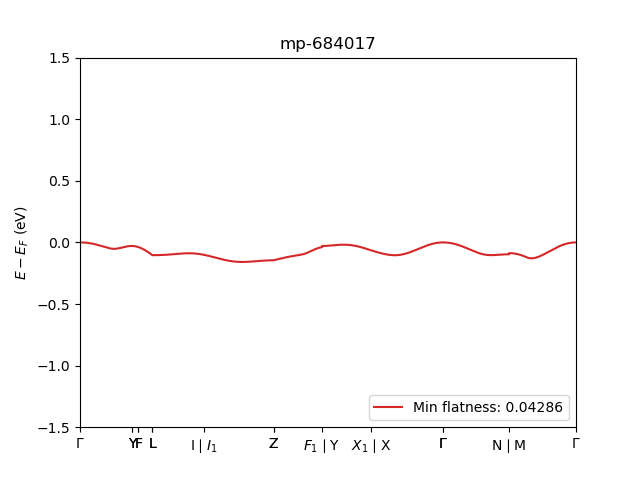 mp-684017
E − E_F (eV)
1.5
1.0
0.5
0.0
−0.5
−1.0
−1.5
Min flatness: 0.04286
Γ Y F L I | I₁ Z F₁ | Y X₁ | X Γ N | M Γ